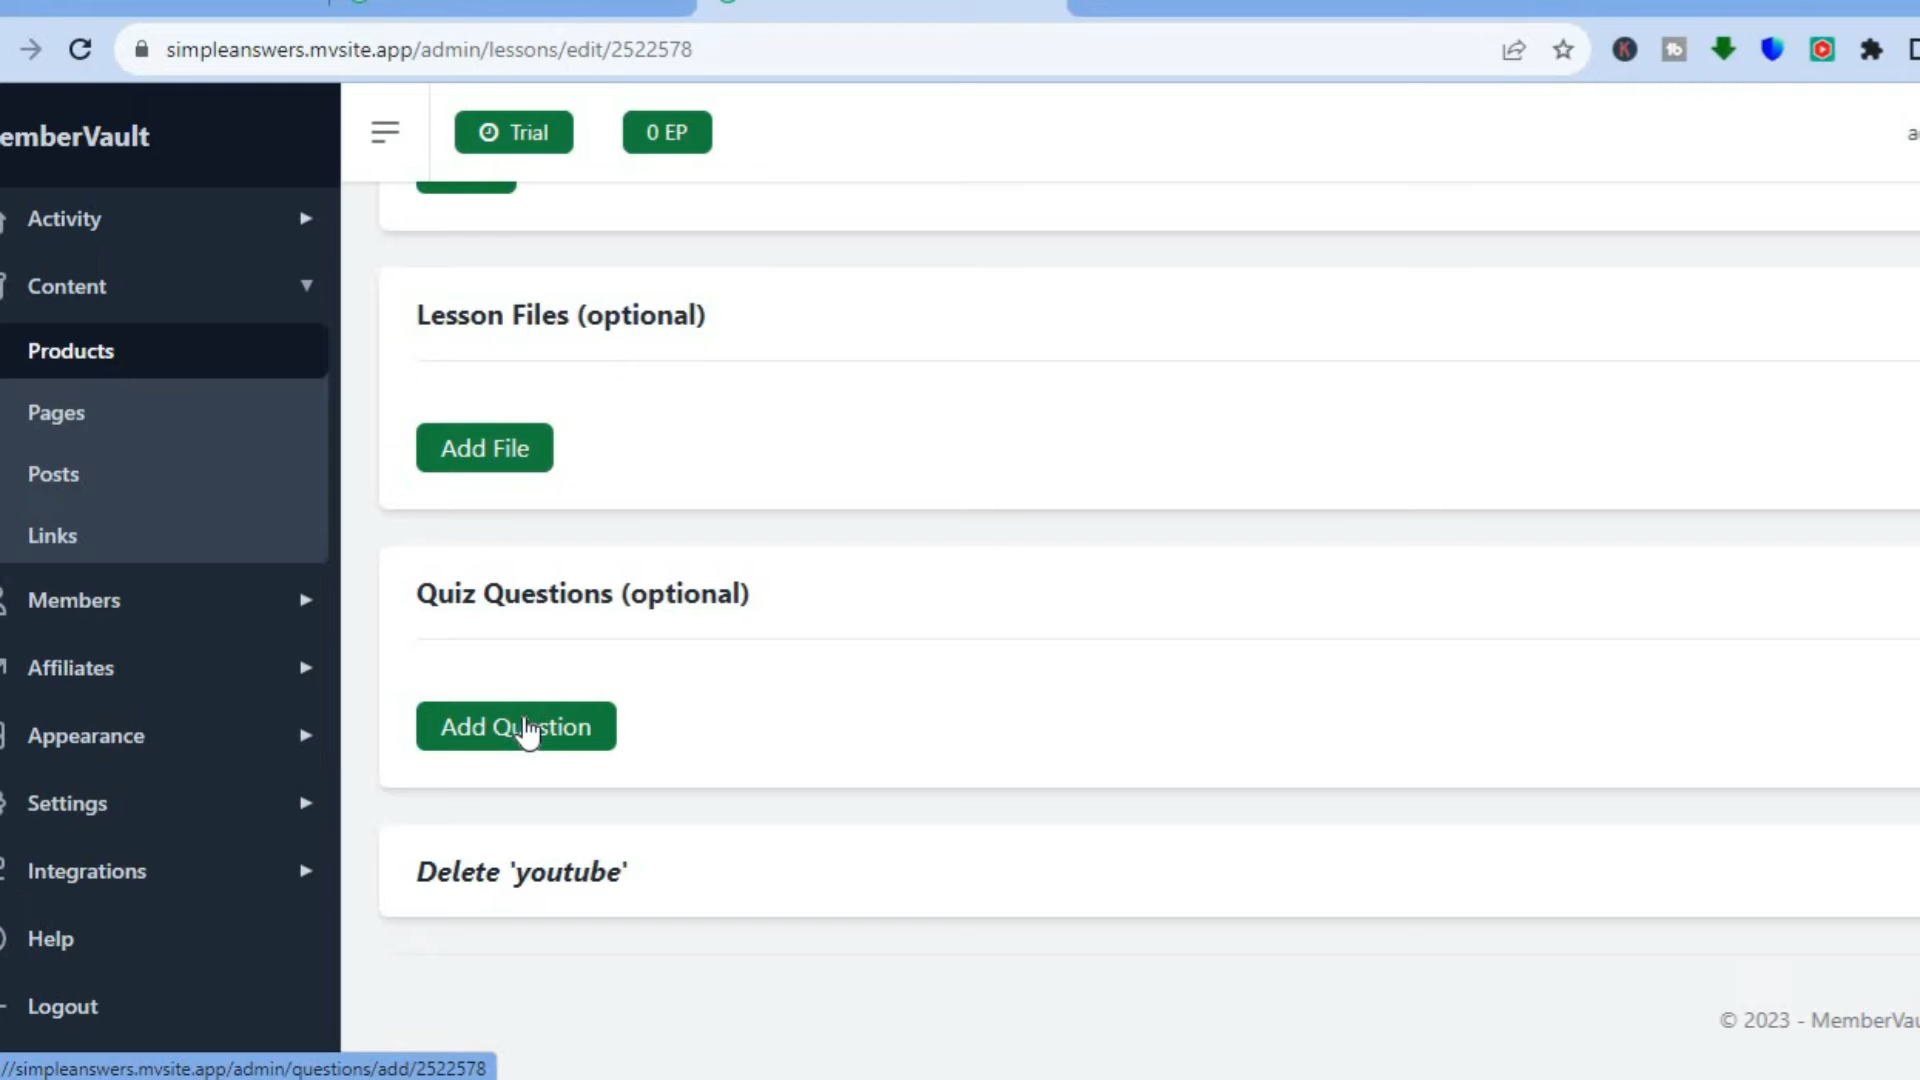 simpleanswers.mvsite.app/admin/lessons/edit/2522578
emberVault
Trial
0 EP
Activity
Content
Products
Pages
Posts
Links
Members
Affiliates
Appearance
Settings
Integrations
Help
Logout
Lesson Files (optional)
Add File
Quiz Questions (optional)
Add Question
Delete 'youtube'
© 2023 - MemberVau
//simpleanswers.mvsite.app/admin/questions/add/2522578